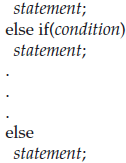 statement;
else if(condition)
statement;
.
.
.
else
statement;